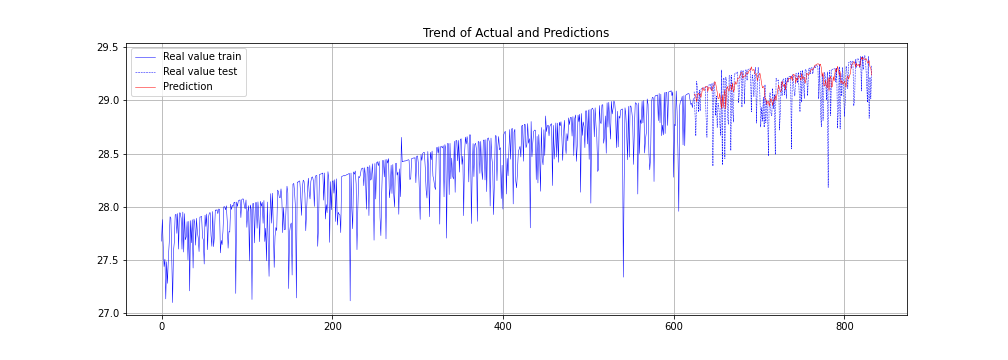 Trend of Actual and Predictions
29.5
29.0
28.5
28.0
27.5
27.0
Real value train
Real value test
Prediction
0
200
400
600
800